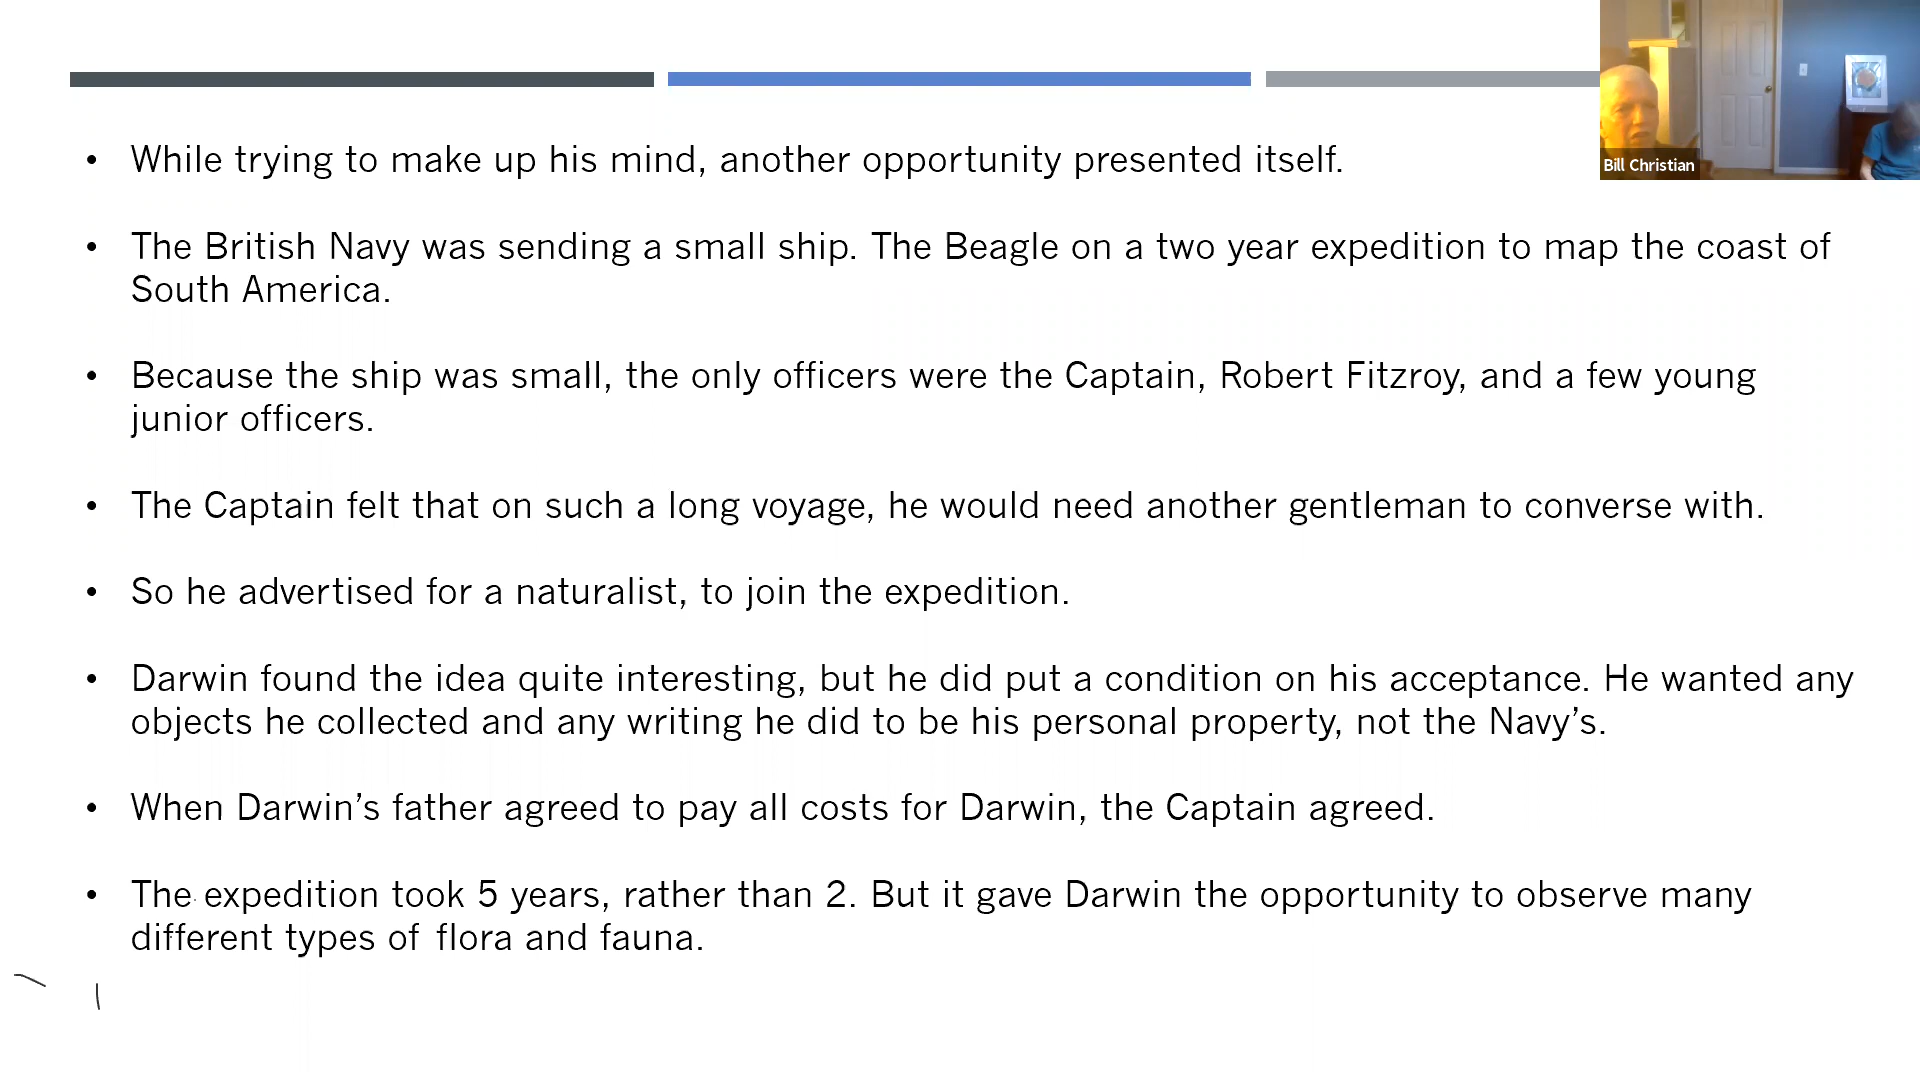 • While trying to make up his mind, another opportunity presented itself.
• The British Navy was sending a small ship. The Beagle on a two year expedition to map the coast of
South America.
• Because the ship was small, the only officers were the Captain, Robert Fitzroy, and a few young
junior officers.
• The Captain felt that on such a long voyage, he would need another gentleman to converse with.
• So he advertised for a naturalist, to join the expedition.
• Darwin found the idea quite interesting, but he did put a condition on his acceptance. He wanted any
objects he collected and any writing he did to be his personal property, not the Navy’s.
• When Darwin’s father agreed to pay all costs for Darwin, the Captain agreed.
• The expedition took 5 years, rather than 2. But it gave Darwin the opportunity to observe many
different types of flora and fauna.
Bill Christian